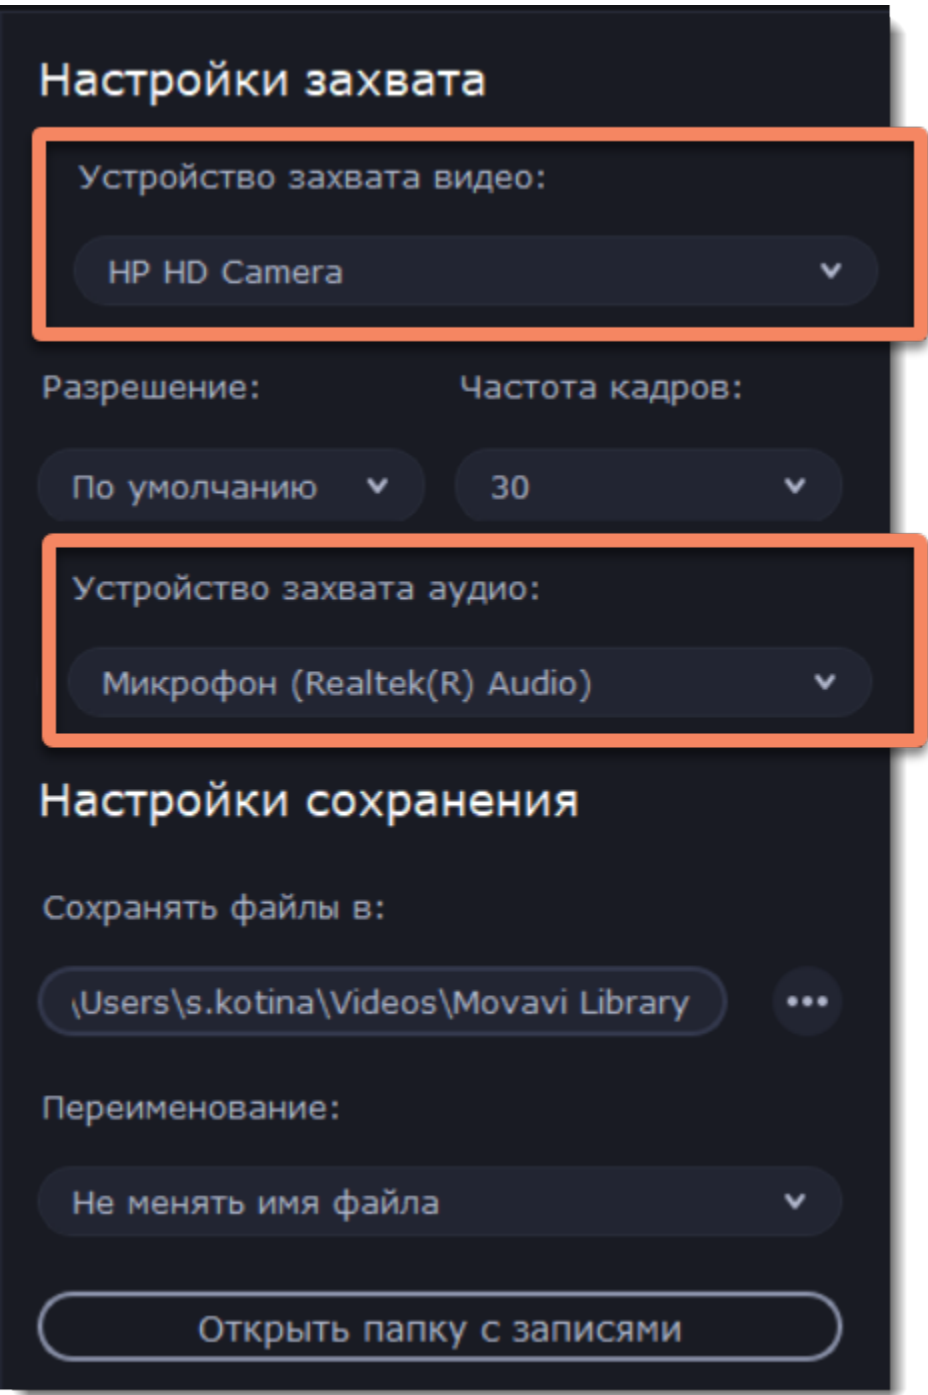 Настройки захвата
Устройство захвата видео:
HP HD Camera
Разрешение: Частота кадров:
По умолчанию 30
Устройство захвата аудио:
Микрофон (Realtek(R) Audio)
Настройки сохранения
Сохранять файлы в:
\Users\s.kotina\Videos\Movavi Library
Переименование:
Не менять имя файла
Открыть папку с записями